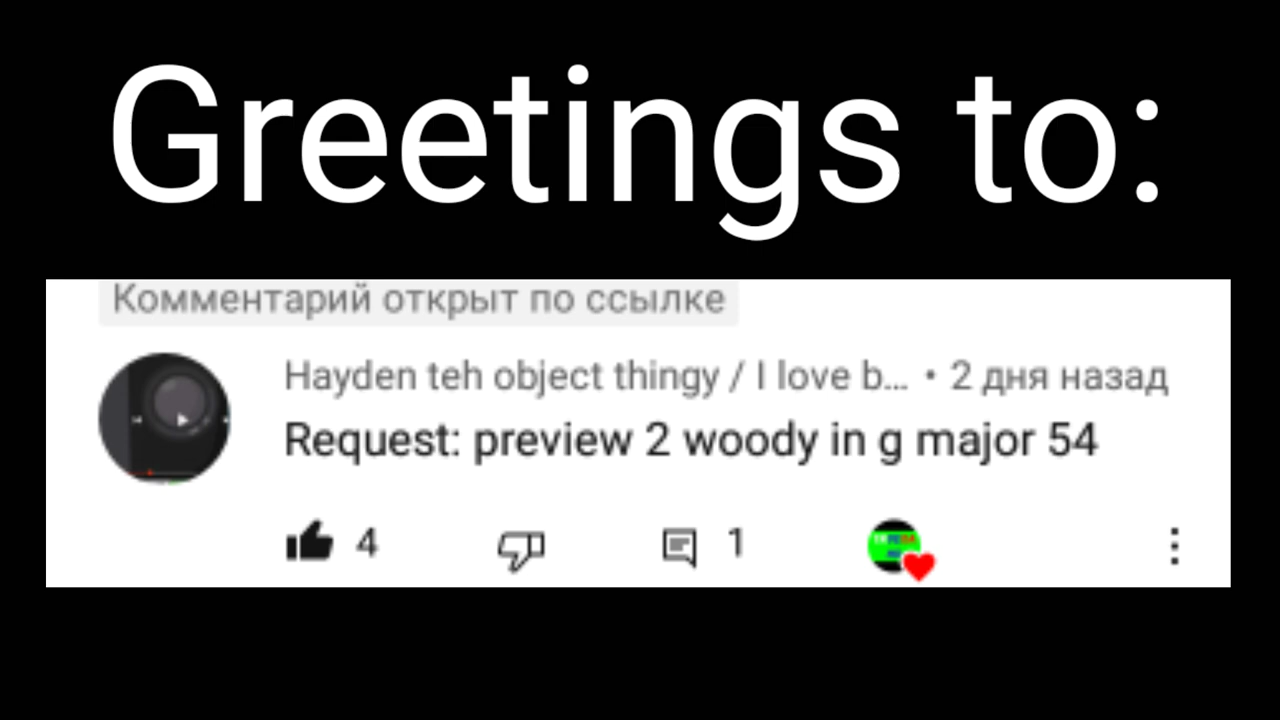 Greetings to:
Комментарий открыт по ссылке
Hayden teh object thingy / I love b... • 2 дня назад
Request: preview 2 woody in g major 54
4 1